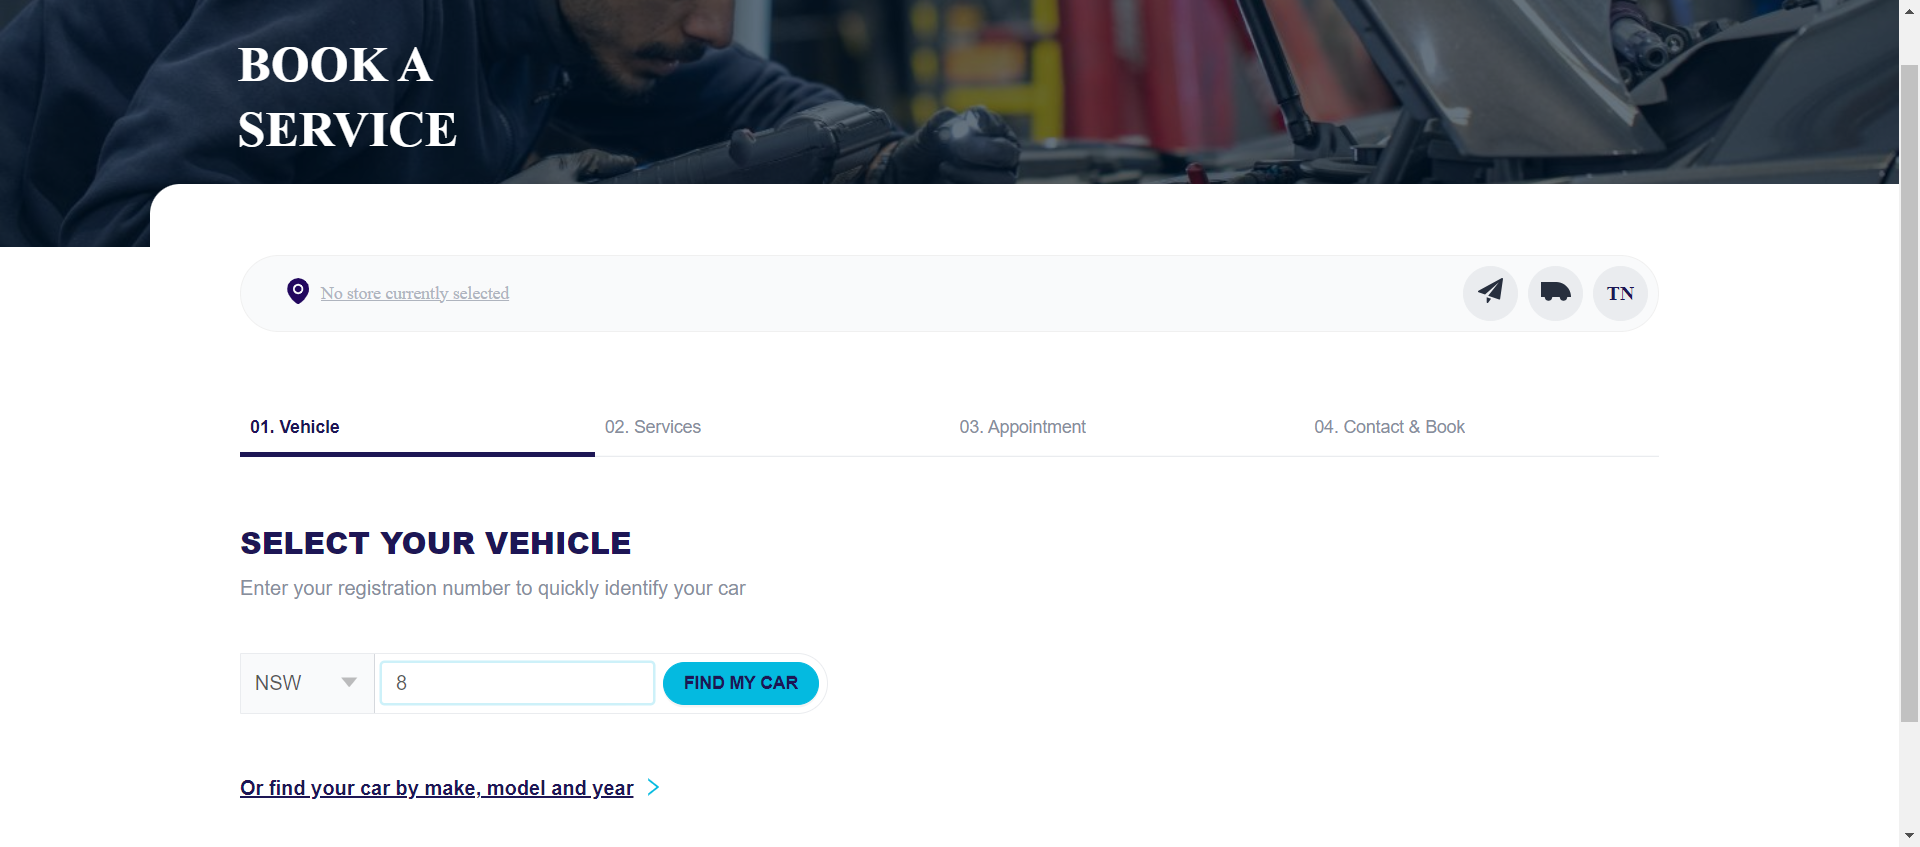 BOOK A
SERVICE
No store currently selected
TN
01. Vehicle
02. Services
03. Appointment
04. Contact & Book
SELECT YOUR VEHICLE
Enter your registration number to quickly identify your car
NSW
8
FIND MY CAR
Or find your car by make, model and year